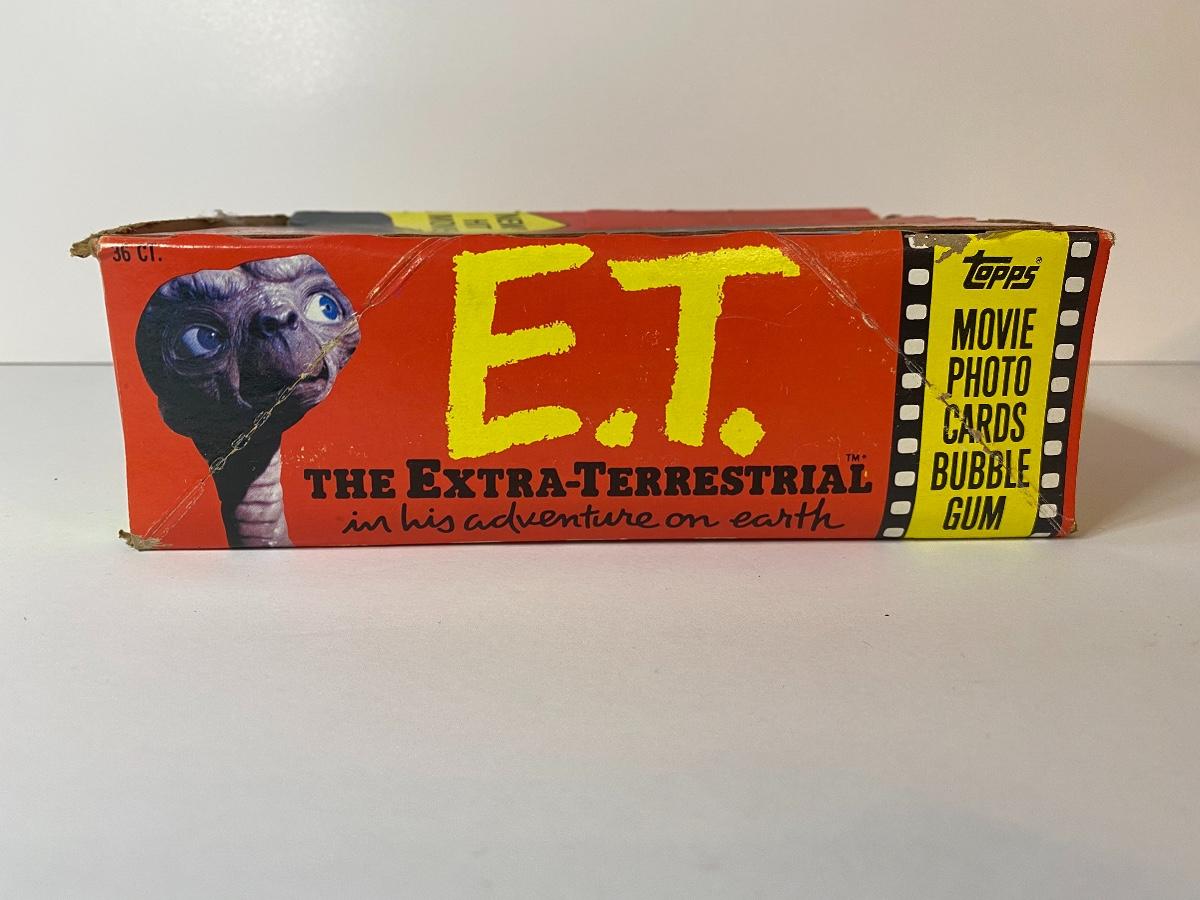 36 CT.
E.T.
THE EXTRA-TERRESTRIAL™*
in his adventure on earth
topps®
MOVIE
PHOTO
CARDS
BUBBLE
GUM